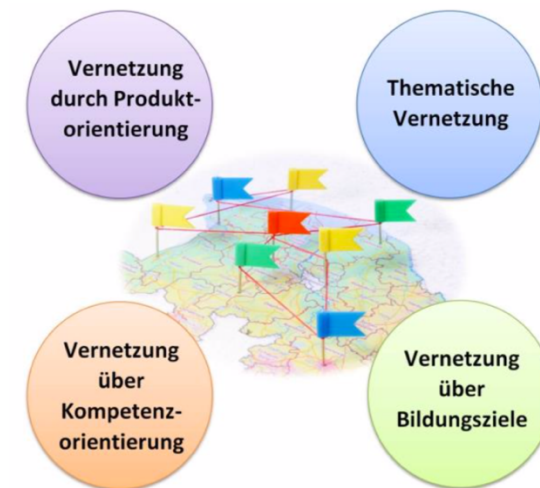 Vernetzung
durch Produkt-
orientierung
Thematische
Vernetzung
Vernetzung
über
Kompetenz-
orientierung
Vernetzung
über
Bildungsziele